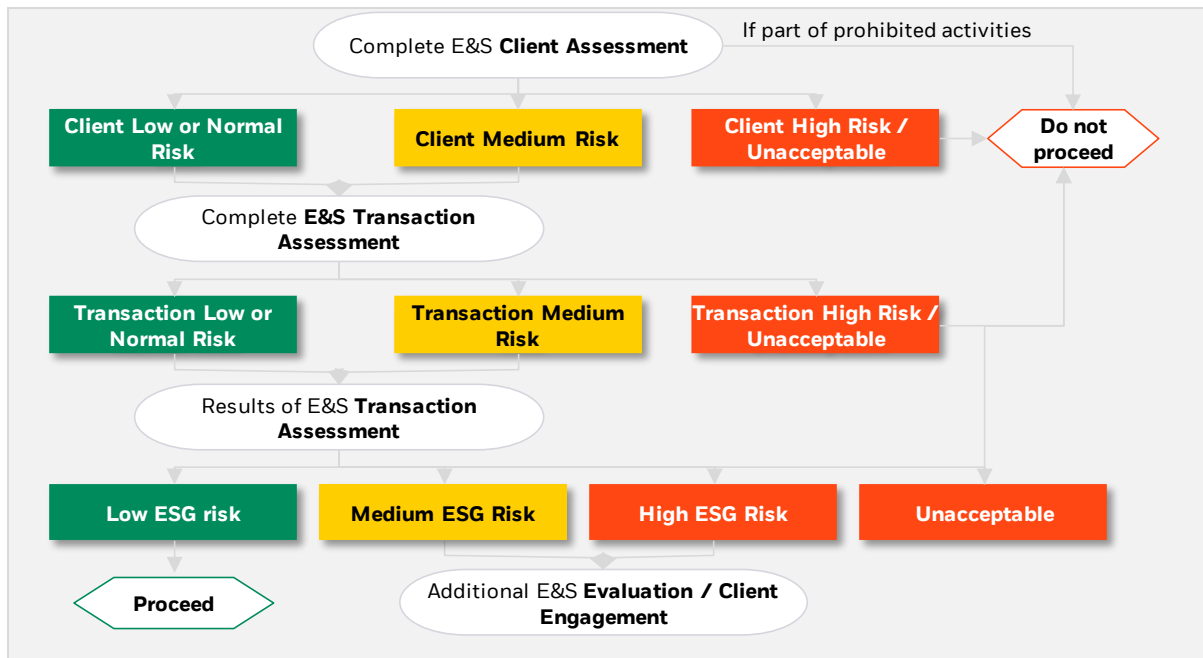 If part of prohibited activities
Complete E&S Client Assessment
Client Low or Normal
Risk
Client Medium Risk
Client High Risk /
Unacceptable
Do not
proceed
Complete E&S Transaction
Assessment
Transaction Low or
Normal Risk
Transaction Medium
Risk
Transaction High Risk /
Unacceptable
Results of E&S Transaction
Assessment
Low ESG risk
Medium ESG Risk
High ESG Risk
Unacceptable
Proceed
Additional E&S Evaluation / Client
Engagement